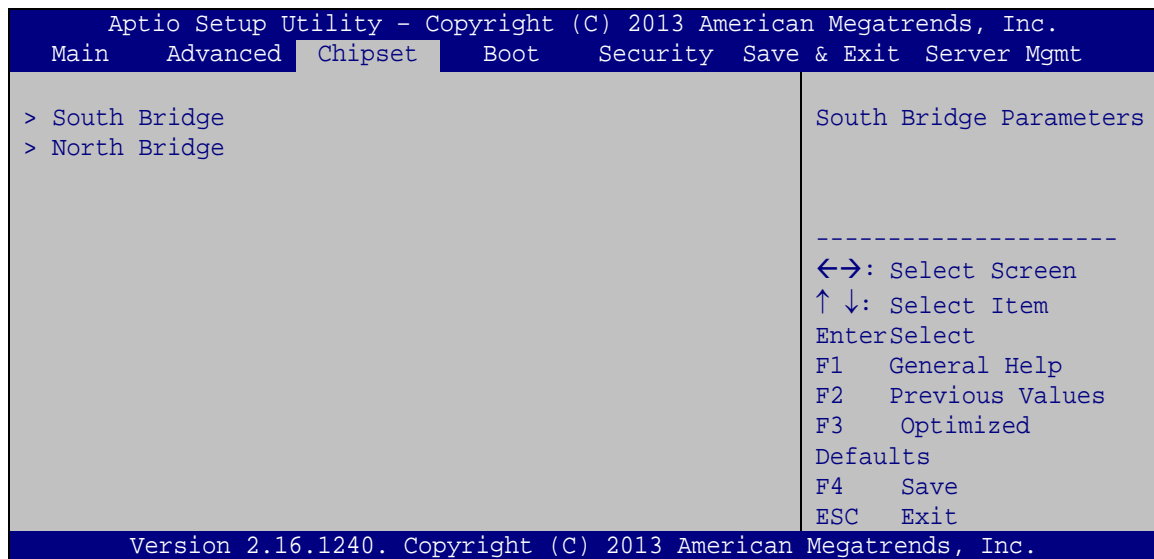 Aptio Setup Utility – Copyright (C) 2013 American Megatrends, Inc.
Main Advanced Chipset Boot Security Save & Exit Server Mgmt
> South Bridge
> North Bridge
South Bridge Parameters
----------------------
←→: Select Screen
↑ ↓: Select Item
EnterSelect
F1 General Help
F2 Previous Values
F3 Optimized
Defaults
F4 Save
ESC Exit
Version 2.16.1240. Copyright (C) 2013 American Megatrends, Inc.